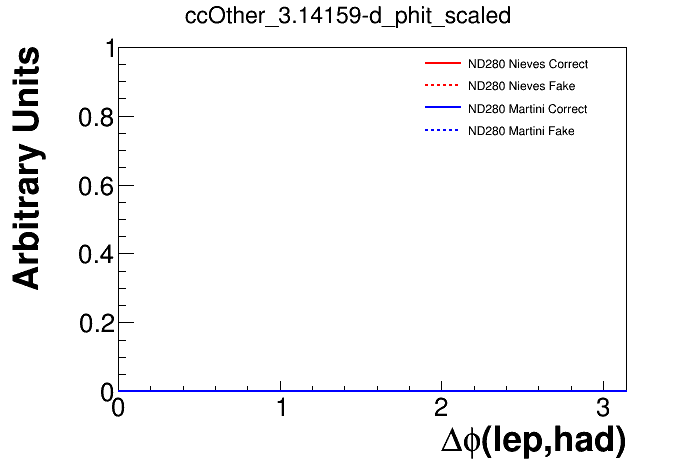 ccOther_3.14159-d_phit_scaled
Arbitrary Units
1
0.8
0.6
0.4
0.2
0
ND280 Nieves Correct
ND280 Nieves Fake
ND280 Martini Correct
ND280 Martini Fake
0 1 2 3
Δϕ(lep,had)